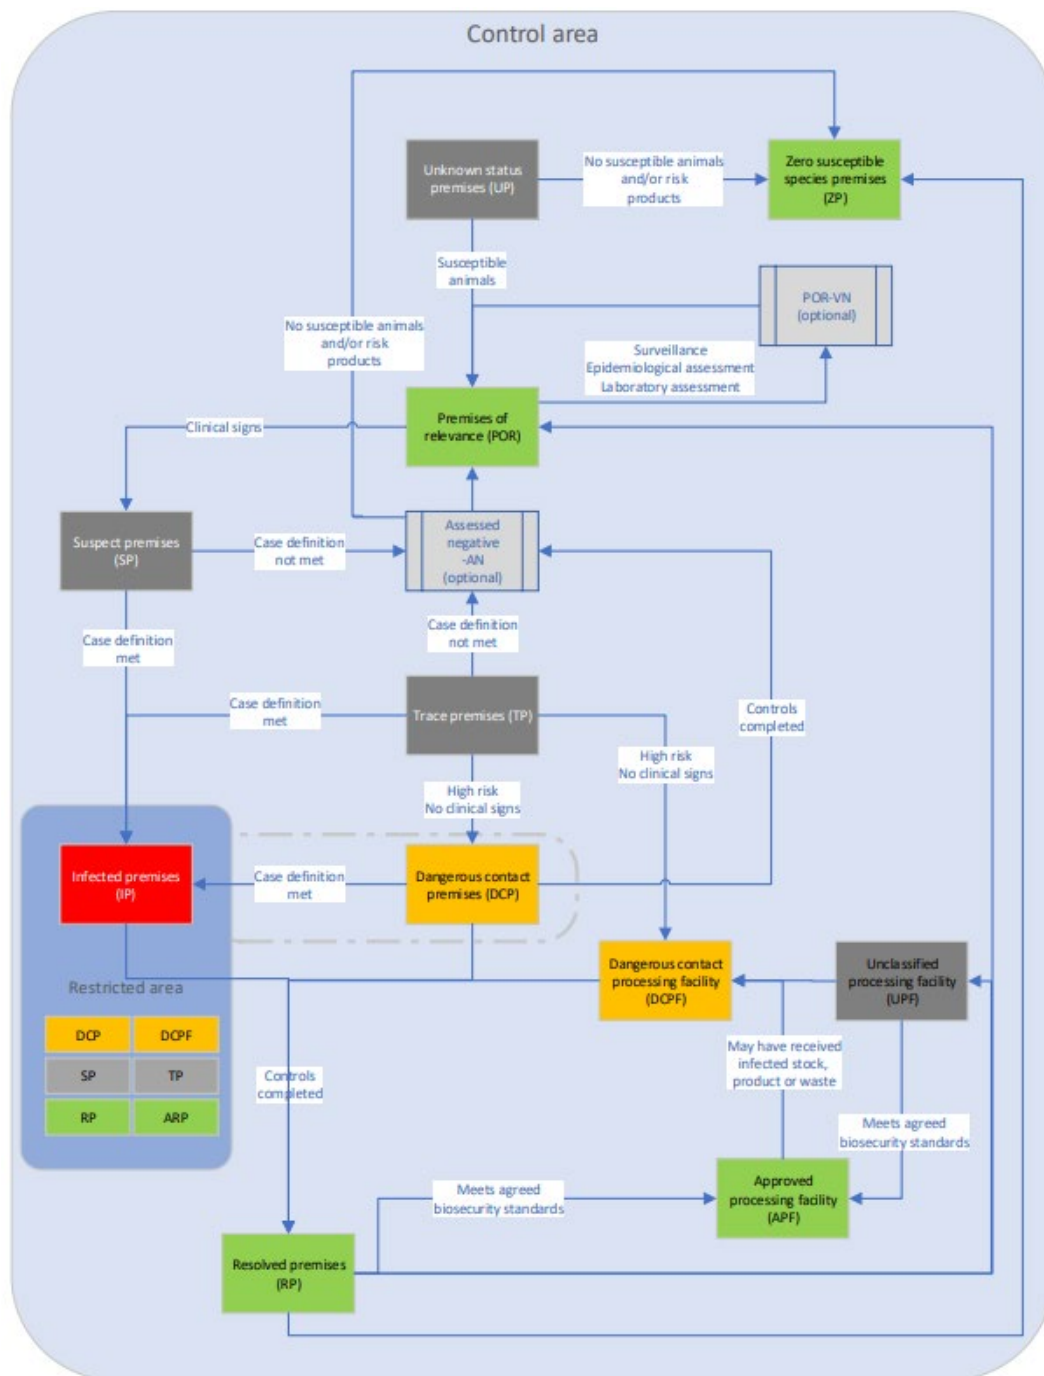 Control area
Unknown status
premises (UP)
No susceptible animals
and/or risk
products
Zero susceptible
species premises
(ZP)
Susceptible
animals
POR-VN
(optional)
No susceptible animals
and/or risk
products
Surveillance
Epidemiological assessment
Laboratory assessment
Premises of
relevance (POR)
Clinical signs
Suspect premises
(SP)
Case definition
not met
Assessed
negative
-AN
(optional)
Case definition
met
Case definition
not met
Case definition
met
Trace premises (TP)
Controls
completed
High risk
No clinical signs
High risk
No clinical signs
Infected premises
(IP)
Case definition
met
Dangerous contact
premises (DCP)
Dangerous contact
processing facility
(DCPF)
Unclassified
processing facility
(UPF)
Restricted area
DCP
DCPF
SP
TP
RP
ARP
Controls
completed
May have received
infected stock,
product or waste
Meets agreed
biosecurity standards
Meets agreed
biosecurity standards
Approved
processing facility
(APF)
Resolved premises
(RP)